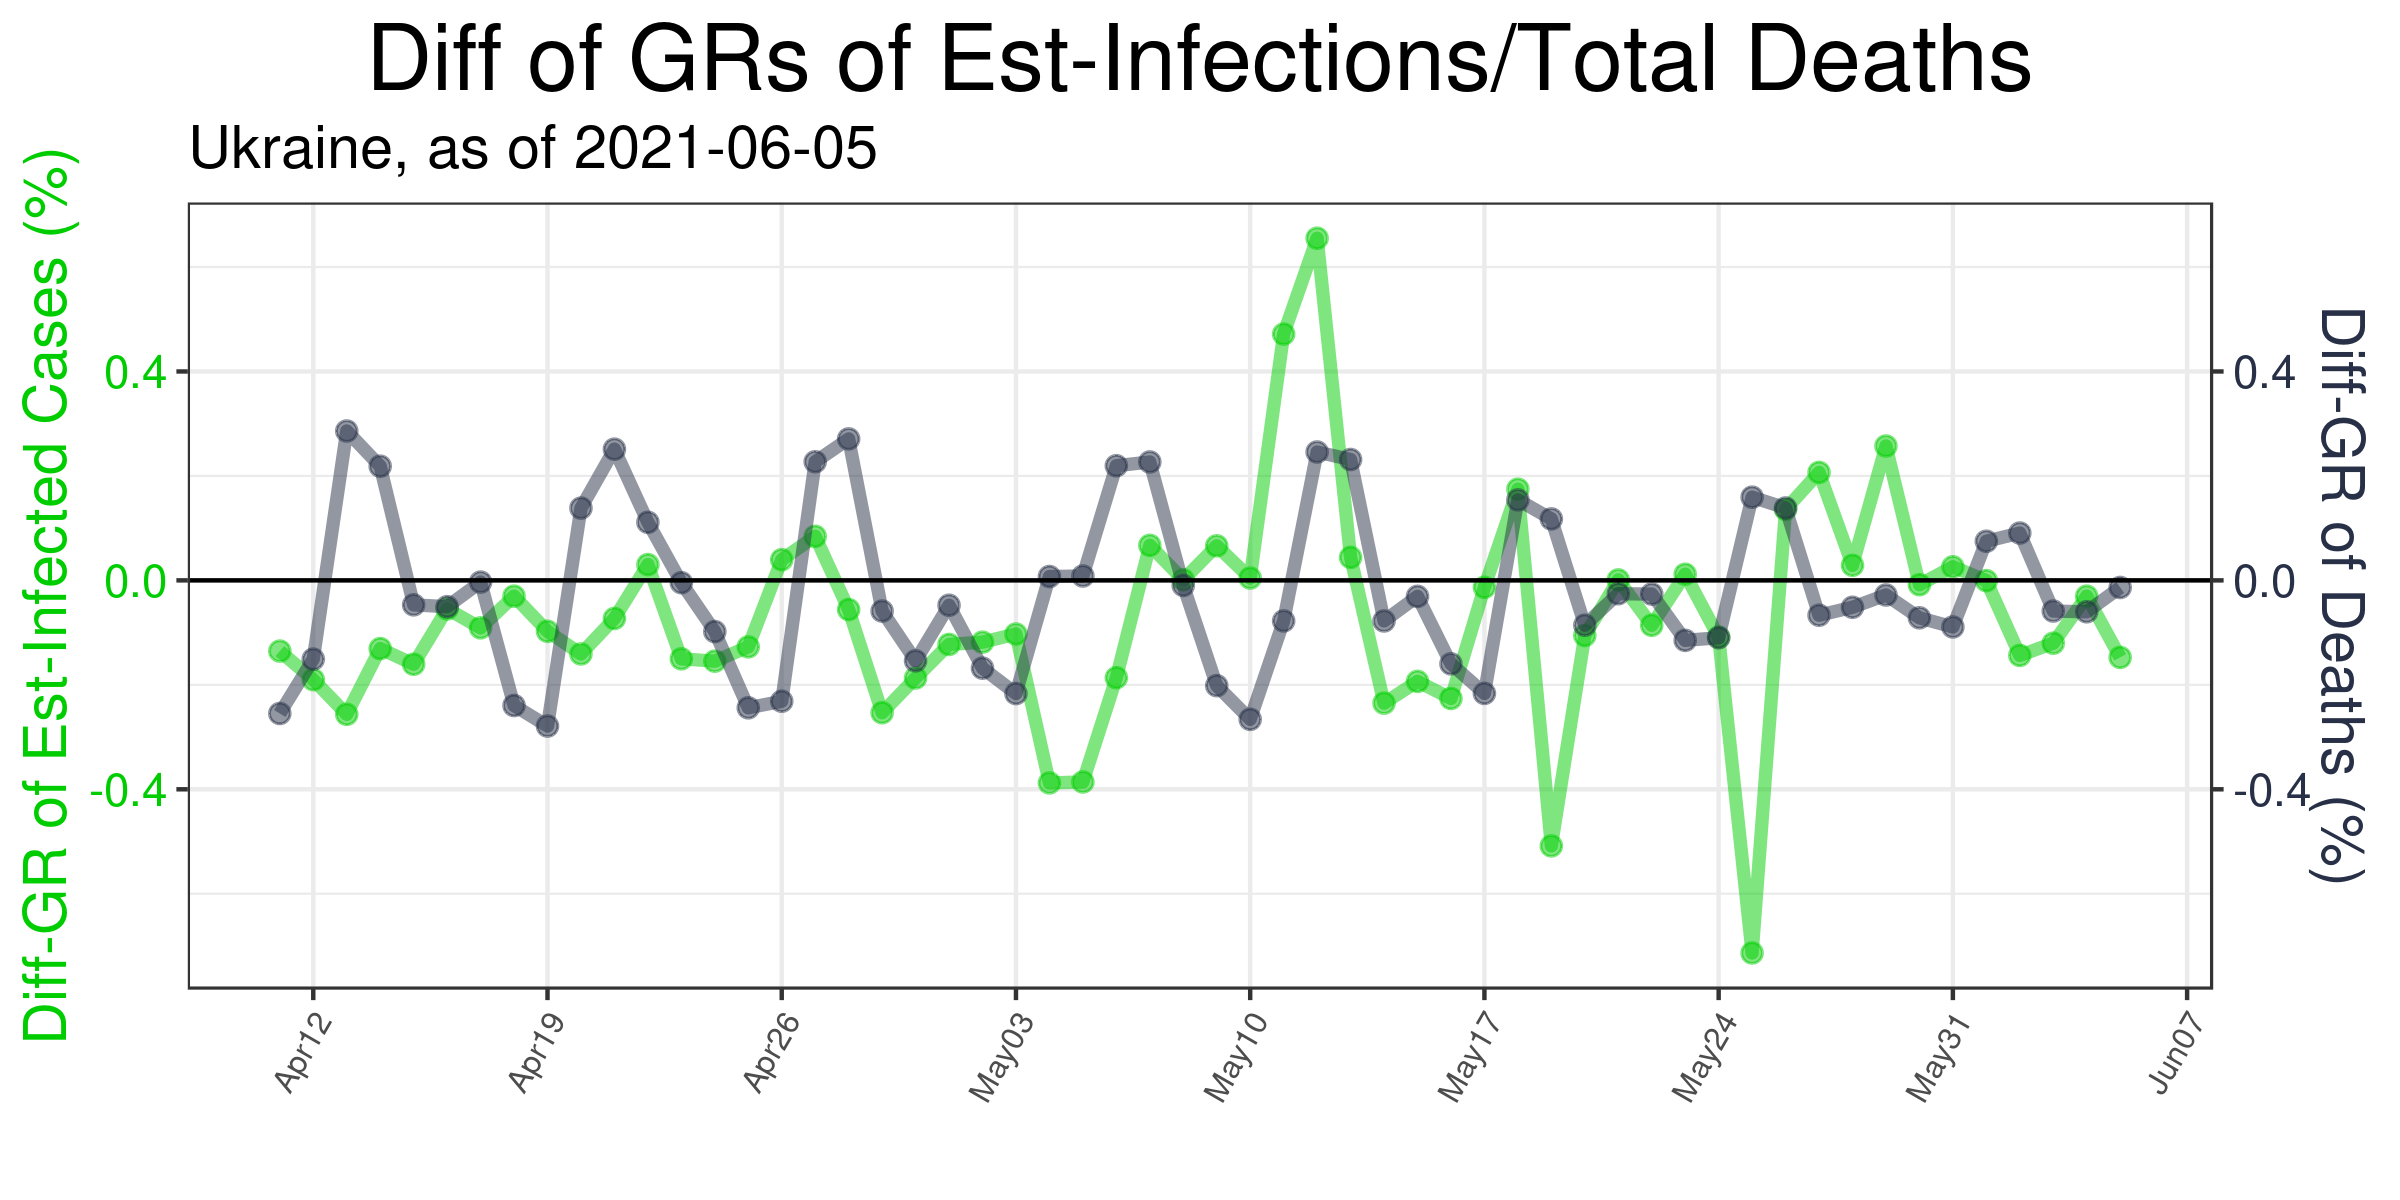 Diff of GRs of Est-Infections/Total Deaths
Ukraine, as of 2021-06-05
Diff-GR of Est-Infected Cases (%)
0.4
0.0
-0.4
0.4
0.0
-0.4
Diff-GR of Deaths (%)
Apr12
Apr19
Apr26
May03
May10
May17
May24
May31
Jun07